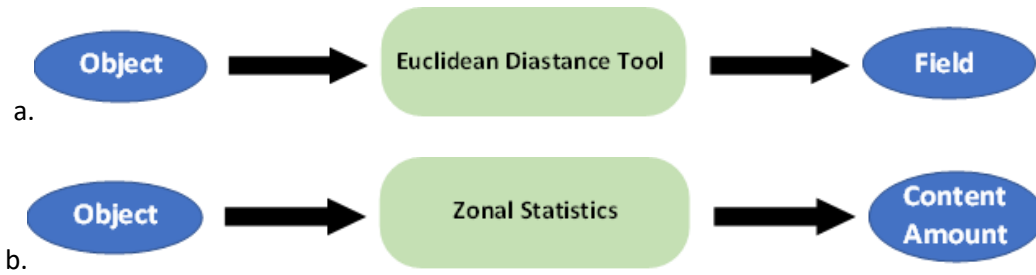 Object Euclidean Diastance Tool Field
a.
Object Zonal Statistics Content Amount
b.